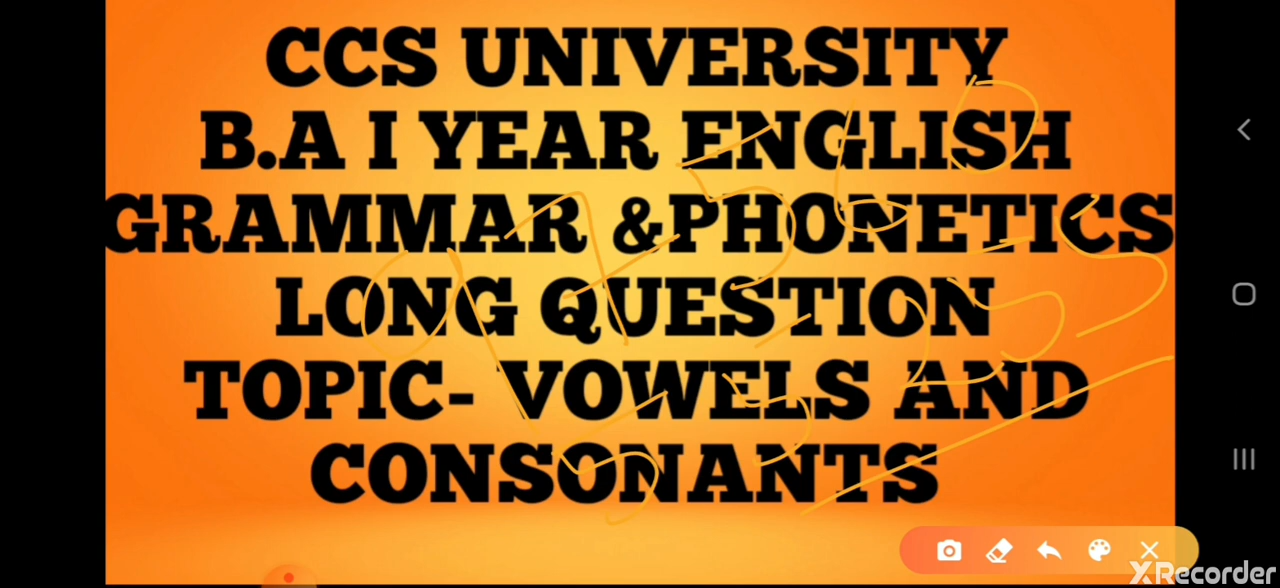 CCS UNIVERSITY
B.A I YEAR ENGLISH
GRAMMAR &PHONETICS
LONG QUESTION
TOPIC- VOWELS AND
CONSONANTS
XRecorder